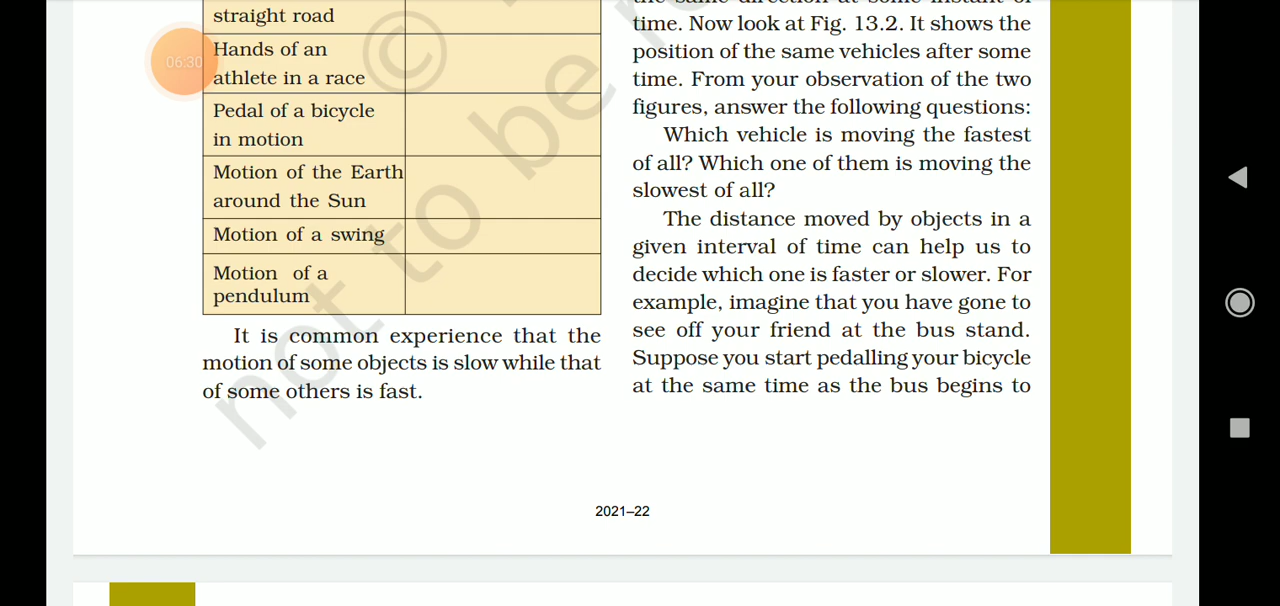 straight road
Hands of an
athlete in a race
Pedal of a bicycle
in motion
Motion of the Earth
around the Sun
Motion of a swing
Motion of a
pendulum
It is common experience that the
motion of some objects is slow while that
of some others is fast.
time. Now look at Fig. 13.2. It shows the
position of the same vehicles after some
time. From your observation of the two
figures, answer the following questions:
Which vehicle is moving the fastest
of all? Which one of them is moving the
slowest of all?
The distance moved by objects in a
given interval of time can help us to
decide which one is faster or slower. For
example, imagine that you have gone to
see off your friend at the bus stand.
Suppose you start pedalling your bicycle
at the same time as the bus begins to
2021–22
06:30
©
not to be